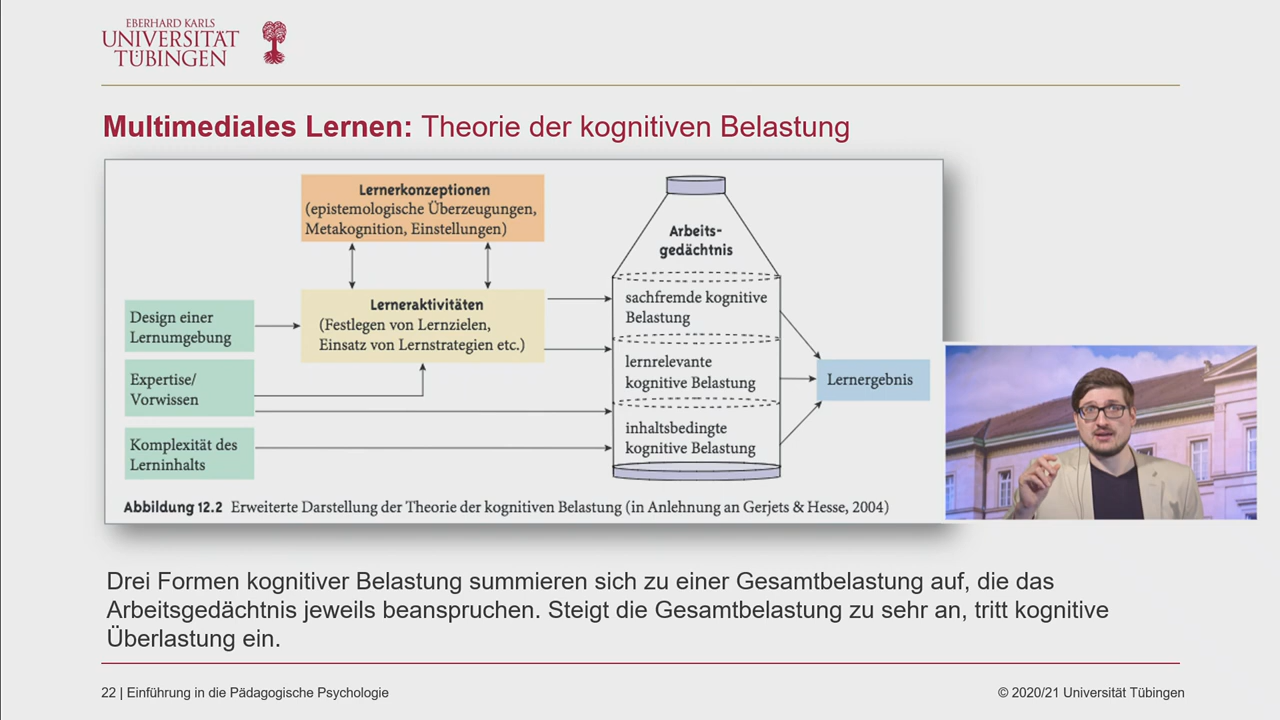 EBERHARD KARLS
UNIVERSITÄT
TÜBINGEN
Multimediales Lernen: Theorie der kognitiven Belastung
Lernerkonzeptionen
(epistemologische Überzeugungen,
Metakognition, Einstellungen)
Design einer
Lernumgebung
Lerneraktivitäten
(Festlegen von Lernzielen,
Einsatz von Lernstrategien etc.)
Expertise/
Vorwissen
Komplexität des
Lerninhalts
Arbeits-
gedächtnis
sachfremde kognitive
Belastung
lernrelevante
kognitive Belastung
inhaltsbedingte
kognitive Belastung
Lernergebnis
Abbildung 12.2 Erweiterte Darstellung der Theorie der kognitiven Belastung (in Anlehnung an Gerjets & Hesse, 2004)
Drei Formen kognitiver Belastung summieren sich zu einer Gesamtbelastung auf, die das
Arbeitsgedächtnis jeweils beanspruchen. Steigt die Gesamtbelastung zu sehr an, tritt kognitive
Überlastung ein.
22 | Einführung in die Pädagogische Psychologie
© 2020/21 Universität Tübingen